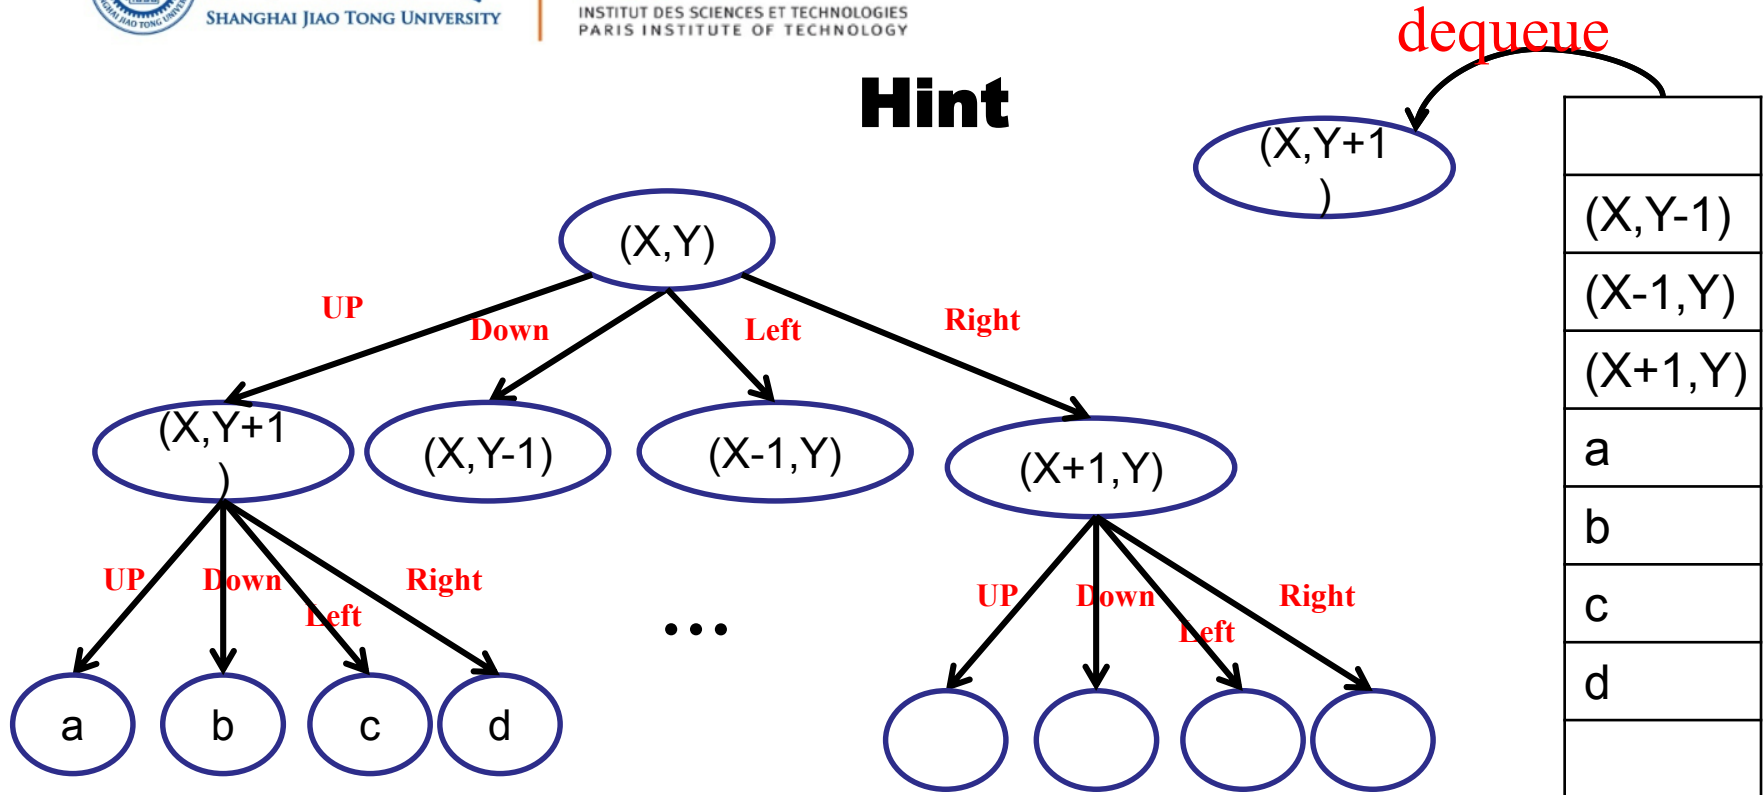 SHANGHAI JIAO TONG UNIVERSITY
INSTITUT DES SCIENCES ET TECHNOLOGIES
PARIS INSTITUTE OF TECHNOLOGY
Hint
dequeue
(X,Y+1
)
(X,Y)
UP
Down
Left
Right
(X,Y+1
)
(X,Y-1)
(X-1,Y)
(X+1,Y)
UP
Down
Left
Right
...
UP
Down
Left
Right
a
b
c
d
(X,Y-1)
(X-1,Y)
(X+1,Y)
a
b
c
d